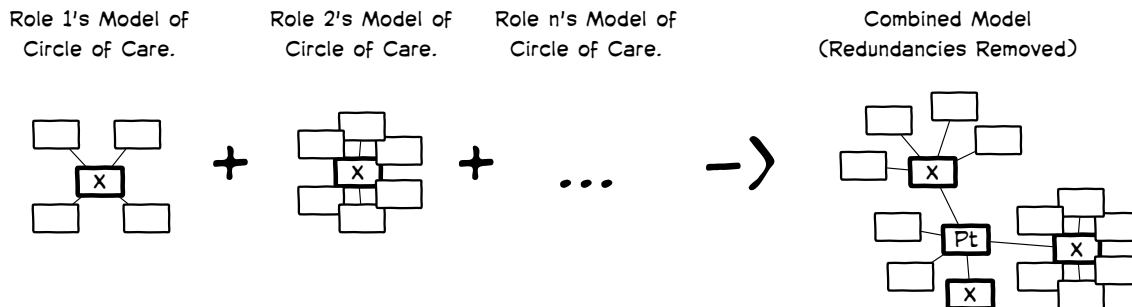 Role 1's Model of
Circle of Care.
Role 2's Model of
Circle of Care.
Role n's Model of
Circle of Care.
Combined Model
(Redundancies Removed)
X
+
X
+
...
->
X
Pt
X
X